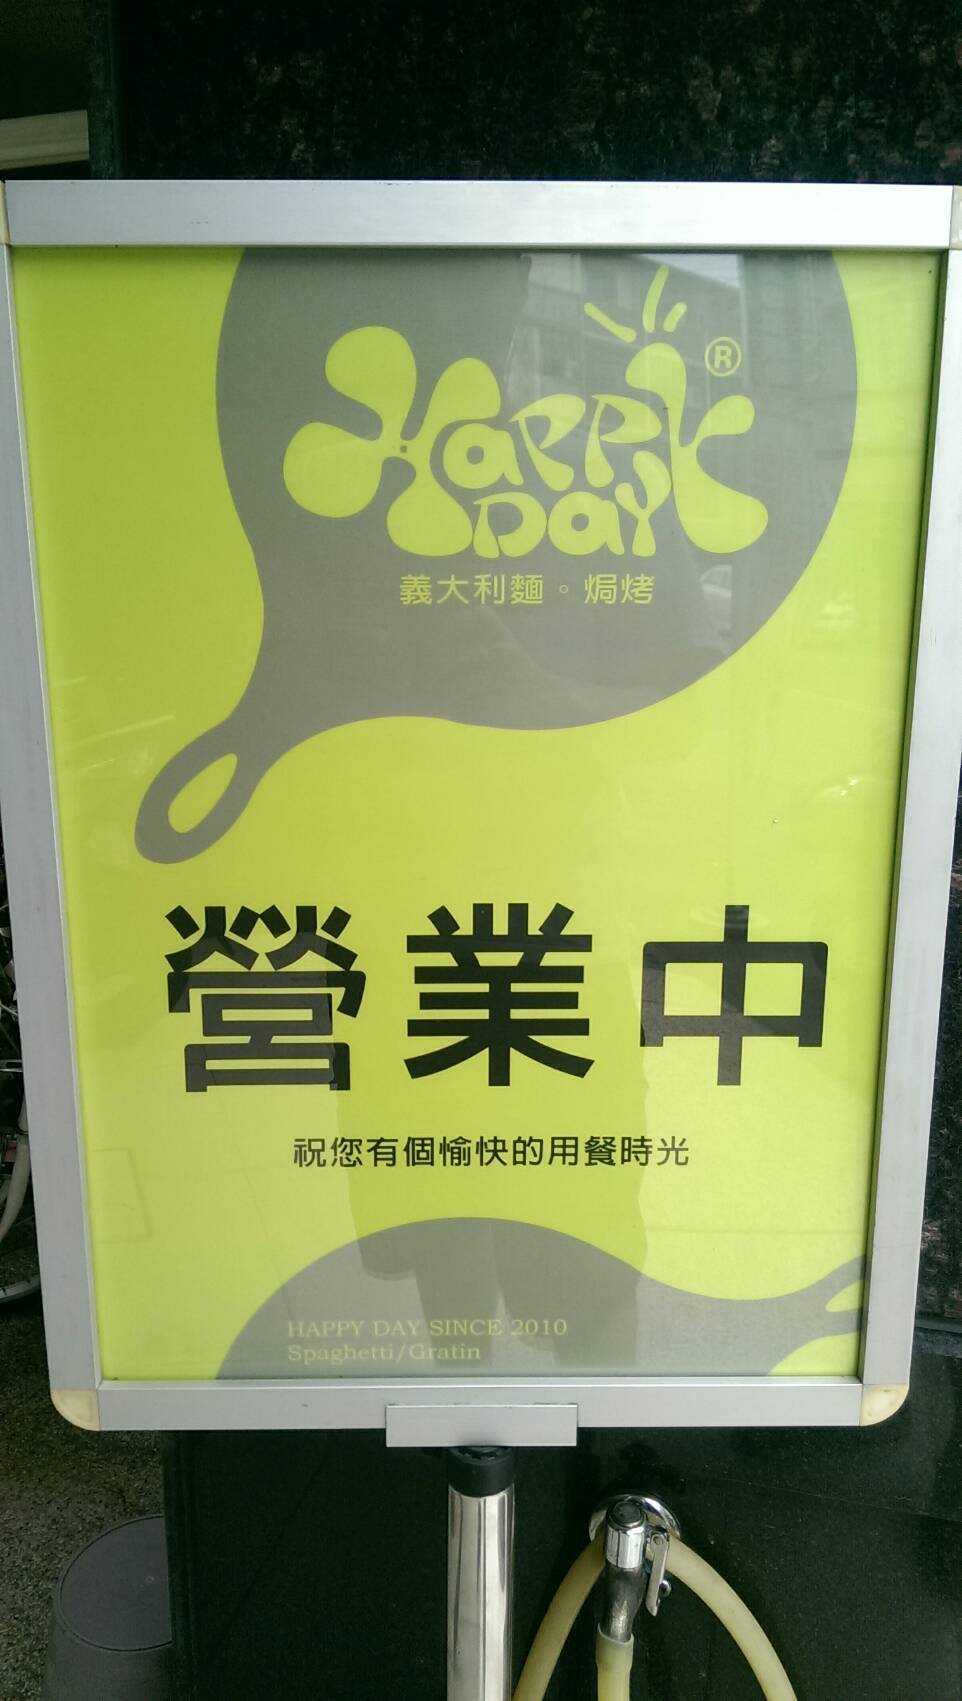 Happy
Day
®
義大利麵。焗烤
營業中
祝您有個愉快的用餐時光
HAPPY DAY SINCE 2010
Spaghetti/Gratin